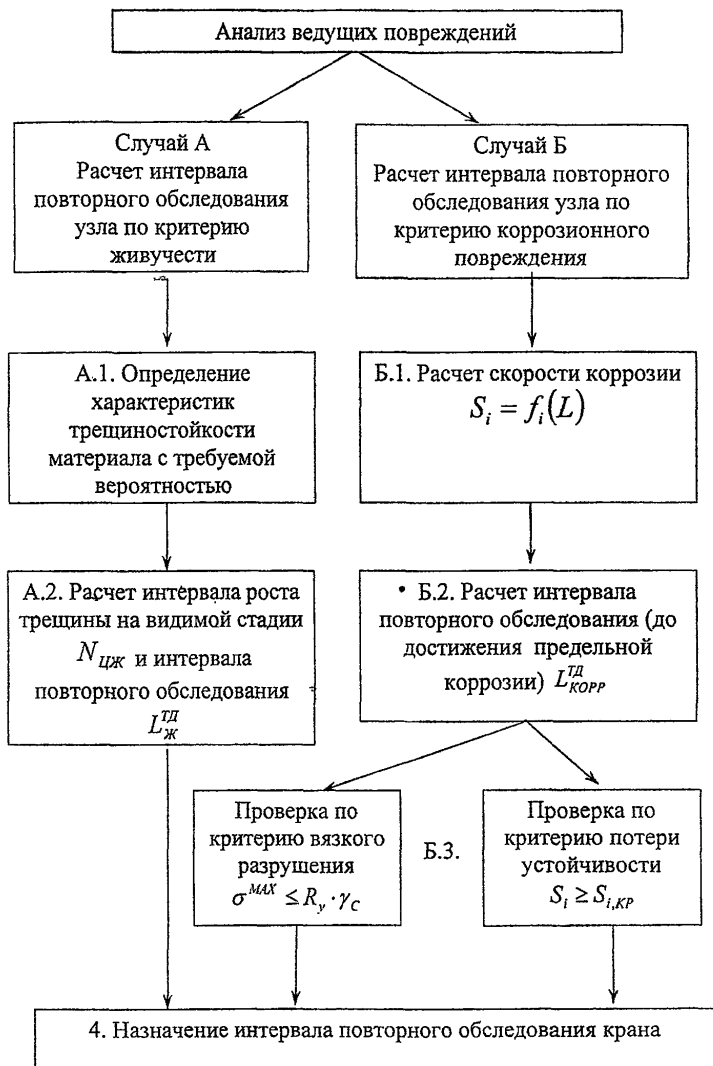 Анализ ведущих повреждений
Случай А
Расчет интервала
повторного обследования
узла по критерию
живучести
Случай Б
Расчет интервала повторного
обследования узла по
критерию коррозионного
повреждения
А.1. Определение
характеристик
трещиностойкости
материала с требуемой
вероятностью
Б.1. Расчет скорости коррозии
S_i = f_i(L)
А.2. Расчет интервала роста
трещины на видимой стадии
N_ЦЖ и интервала
повторного обследования
L_Ж^ТД
Б.2. Расчет интервала
повторного обследования (до
достижения предельной
коррозии) L_КОРР^ТД
Проверка по
критерию вязкого
разрушения
σ^MAX ≤ R_y · γ_C
Б.3.
Проверка по
критерию потери
устойчивости
S_i ≥ S_i,КР
4. Назначение интервала повторного обследования крана